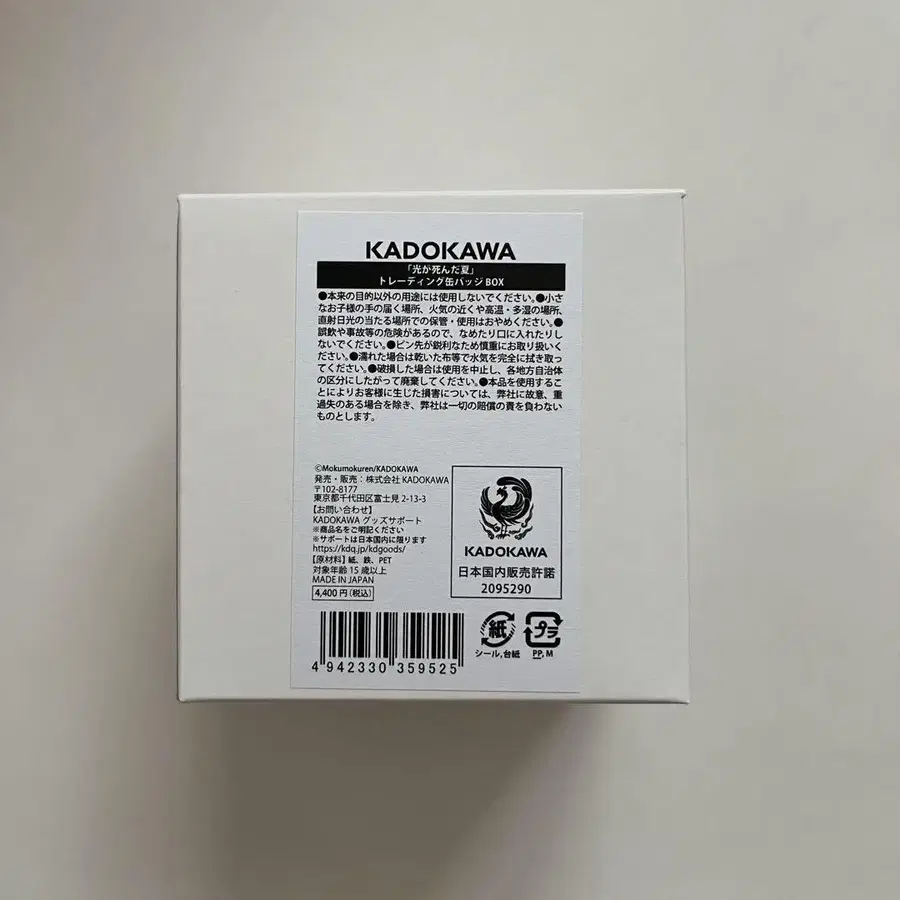 KADOKAWA
「光が死んだ夏」
トレーディング缶バッジ BOX
●本来の目的以外の用途には使用しないでください。●小さ
なお子様の手の届く場所、火気の近くや高温・多湿の場所、
直射日光の当たる場所での保管・使用はおやめください。●
誤飲や事故等の危険があるので、なめたり口に入れたりし
ないでください。●ピン先が鋭利なため慎重にお取り扱いく
ださい。●濡れた場合は乾いた布等で水気を完全に拭き取っ
てください。●破損した場合は使用を中止し、各地方自治体
の区分にしたがって廃棄してください。●本品を使用するこ
とによりお客様に生じた損害については、弊社に故意、重
過失のある場合を除き、弊社は一切の賠償の責を負わない
ものとします。
©Mokumokuren/KADOKAWA
発売・販売：株式会社 KADOKAWA
〒102-8177
東京都千代田区富士見 2-13-3
【お問い合わせ】
KADOKAWA グッズサポート
※商品名をご明記ください
※サポートは日本国内に限ります
https://kdq.jp/kdgoods/
【原材料】紙、鉄、PET
対象年齢 15 歳以上
MADE IN JAPAN
4,400 円（税込）
KADOKAWA
日本国内販売許諾
2095290
4 942330 359525
紙
シール,台紙
プラ
PP, M